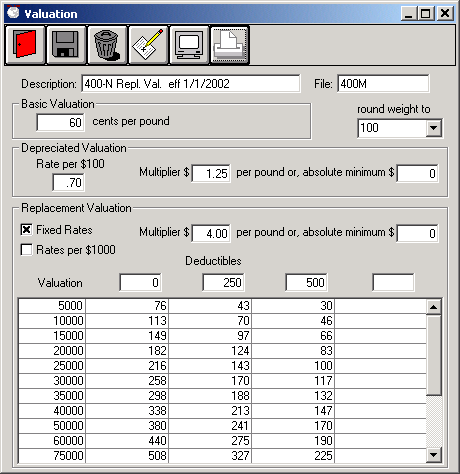 Valuation
Description: 400-N Repl. Val. eff 1/1/2002 File: 400M
Basic Valuation
60 cents per pound
round weight to
100
Depreciated Valuation
Rate per $100
.70
Multiplier $ 1.25 per pound or, absolute minimum $ 0
Replacement Valuation
Fixed Rates
Multiplier $ 4.00 per pound or, absolute minimum $ 0
Rates per $1000
Deductibles
Valuation 0 250 500
5000 76 43 30
10000 113 70 46
15000 149 97 66
20000 182 124 83
25000 216 143 100
30000 258 170 117
35000 298 188 132
40000 338 213 147
50000 380 241 170
60000 440 275 190
75000 508 327 225